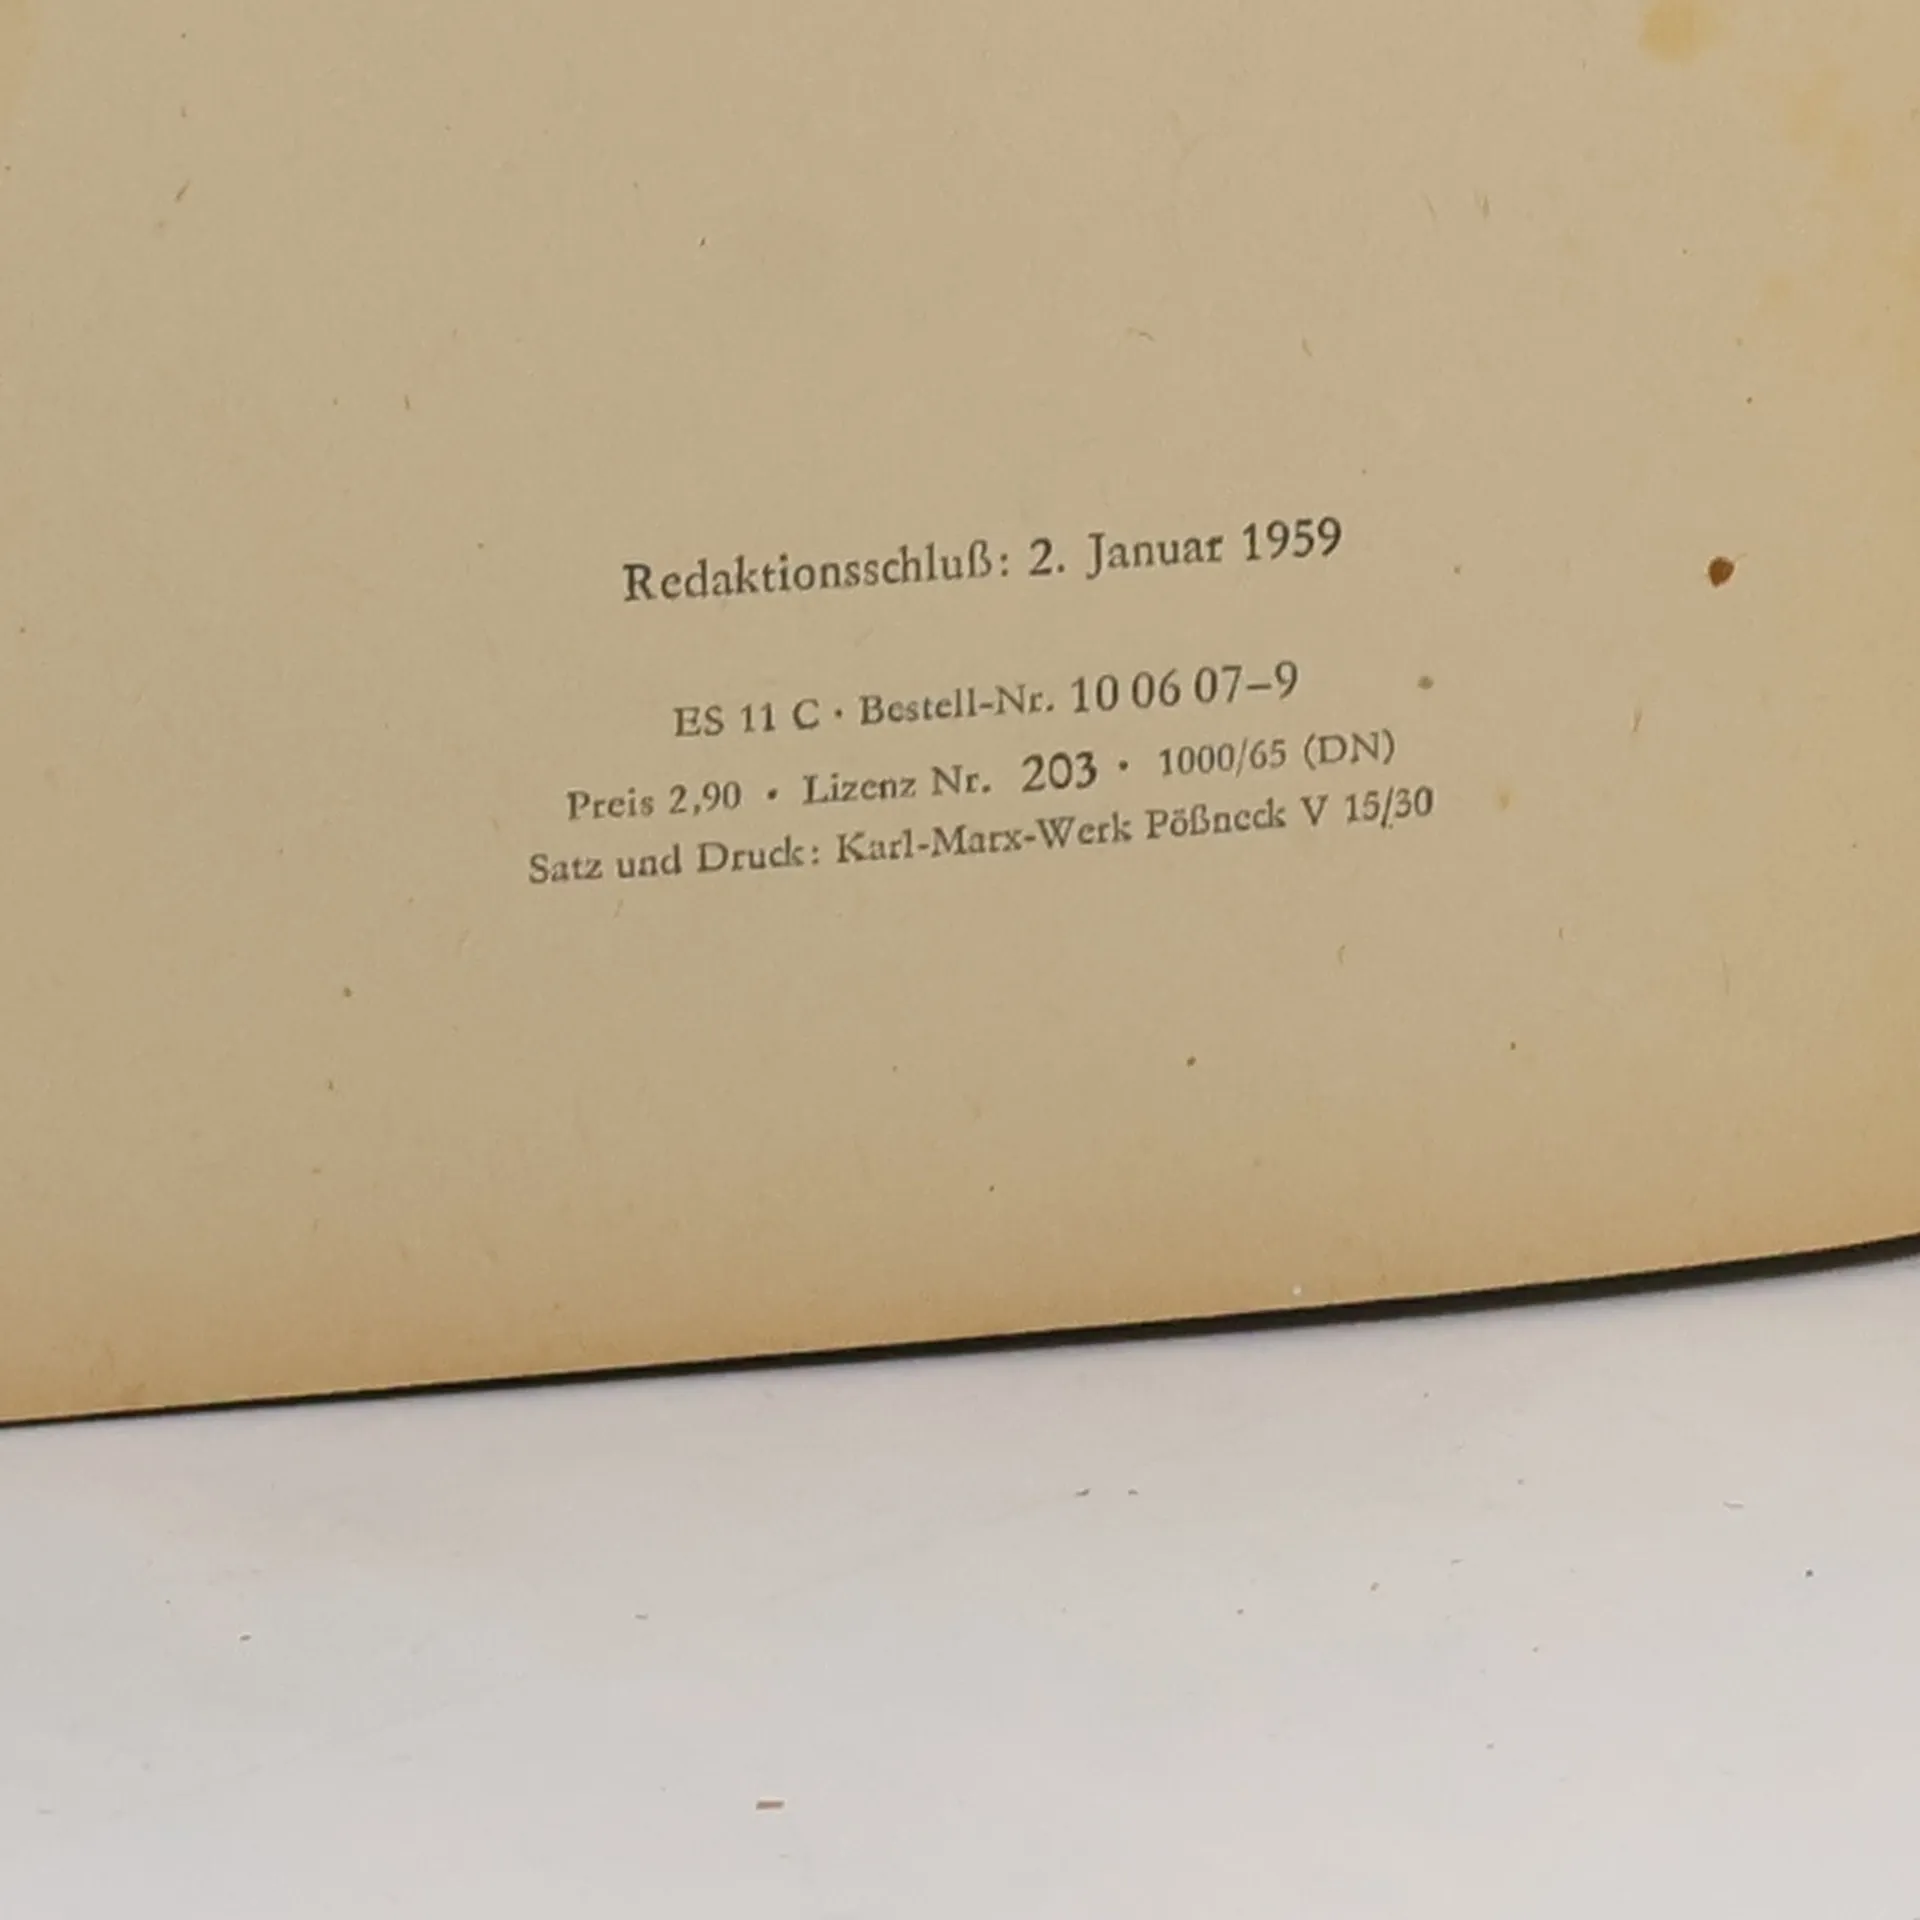 Redaktionsschluß: 2. Januar 1959
ES 11 C · Bestell-Nr. 10 06 07–9
Preis 2,90 · Lizenz Nr. 203 · 1000/65 (DN)
Satz und Druck: Karl-Marx-Werk Pößneck V 15/30